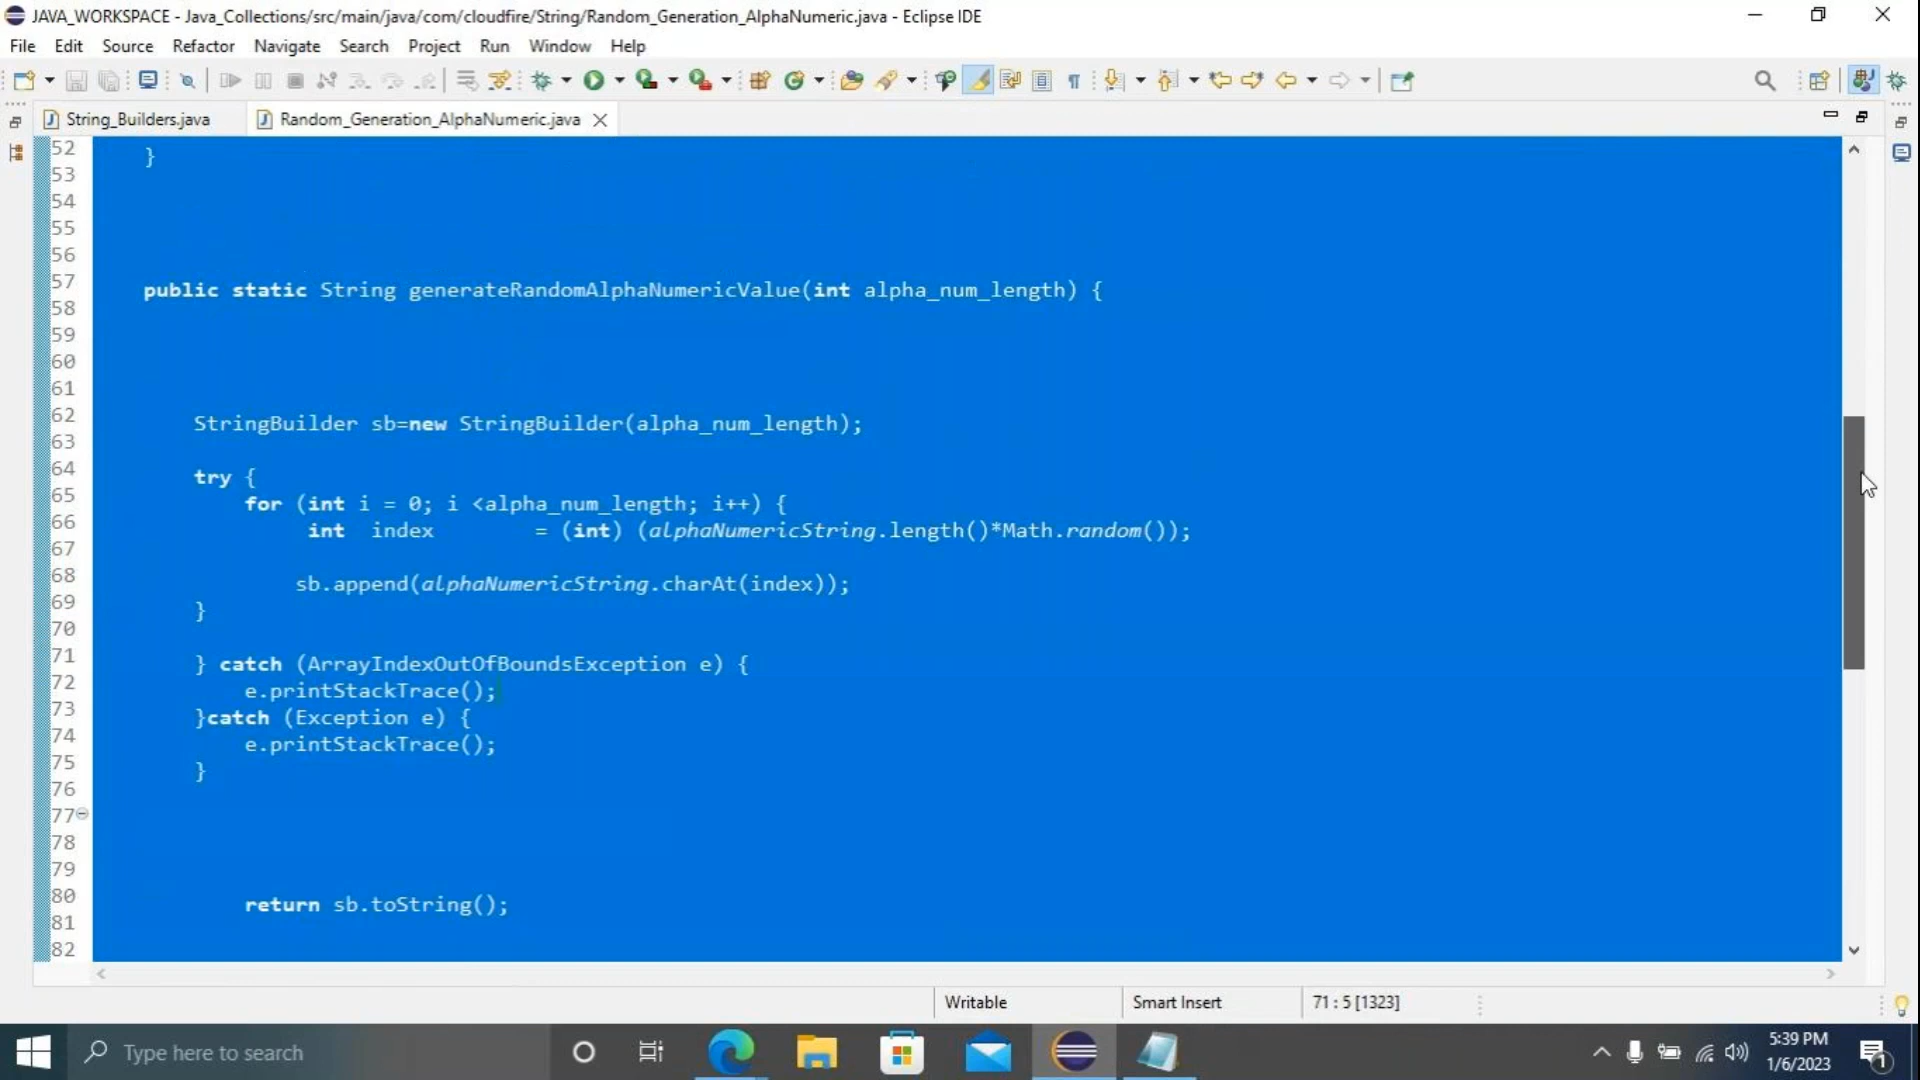 JAVA_WORKSPACE - Java_Collections/src/main/java/com/cloudfire/String/Random_Generation_AlphaNumeric.java - Eclipse IDE
File Edit Source Refactor Navigate Search Project Run Window Help
String_Builders.java Random_Generation_AlphaNumeric.java
52 }
53
54
55
56
57 public static String generateRandomAlphaNumericValue(int alpha_num_length) {
58
59
60
61
62 StringBuilder sb=new StringBuilder(alpha_num_length);
63
64 try {
65 for (int i = 0; i <alpha_num_length; i++) {
66 int index = (int) (alphaNumericString.length()*Math.random());
67
68 sb.append(alphaNumericString.charAt(index));
69 }
70
71 } catch (ArrayIndexOutOfBoundsException e) {
72 e.printStackTrace();
73 }catch (Exception e) {
74 e.printStackTrace();
75 }
76
77
78
79
80 return sb.toString();
81
82
Writable Smart Insert 71 : 5 [1323]
Type here to search
5:39 PM
1/6/2023
1